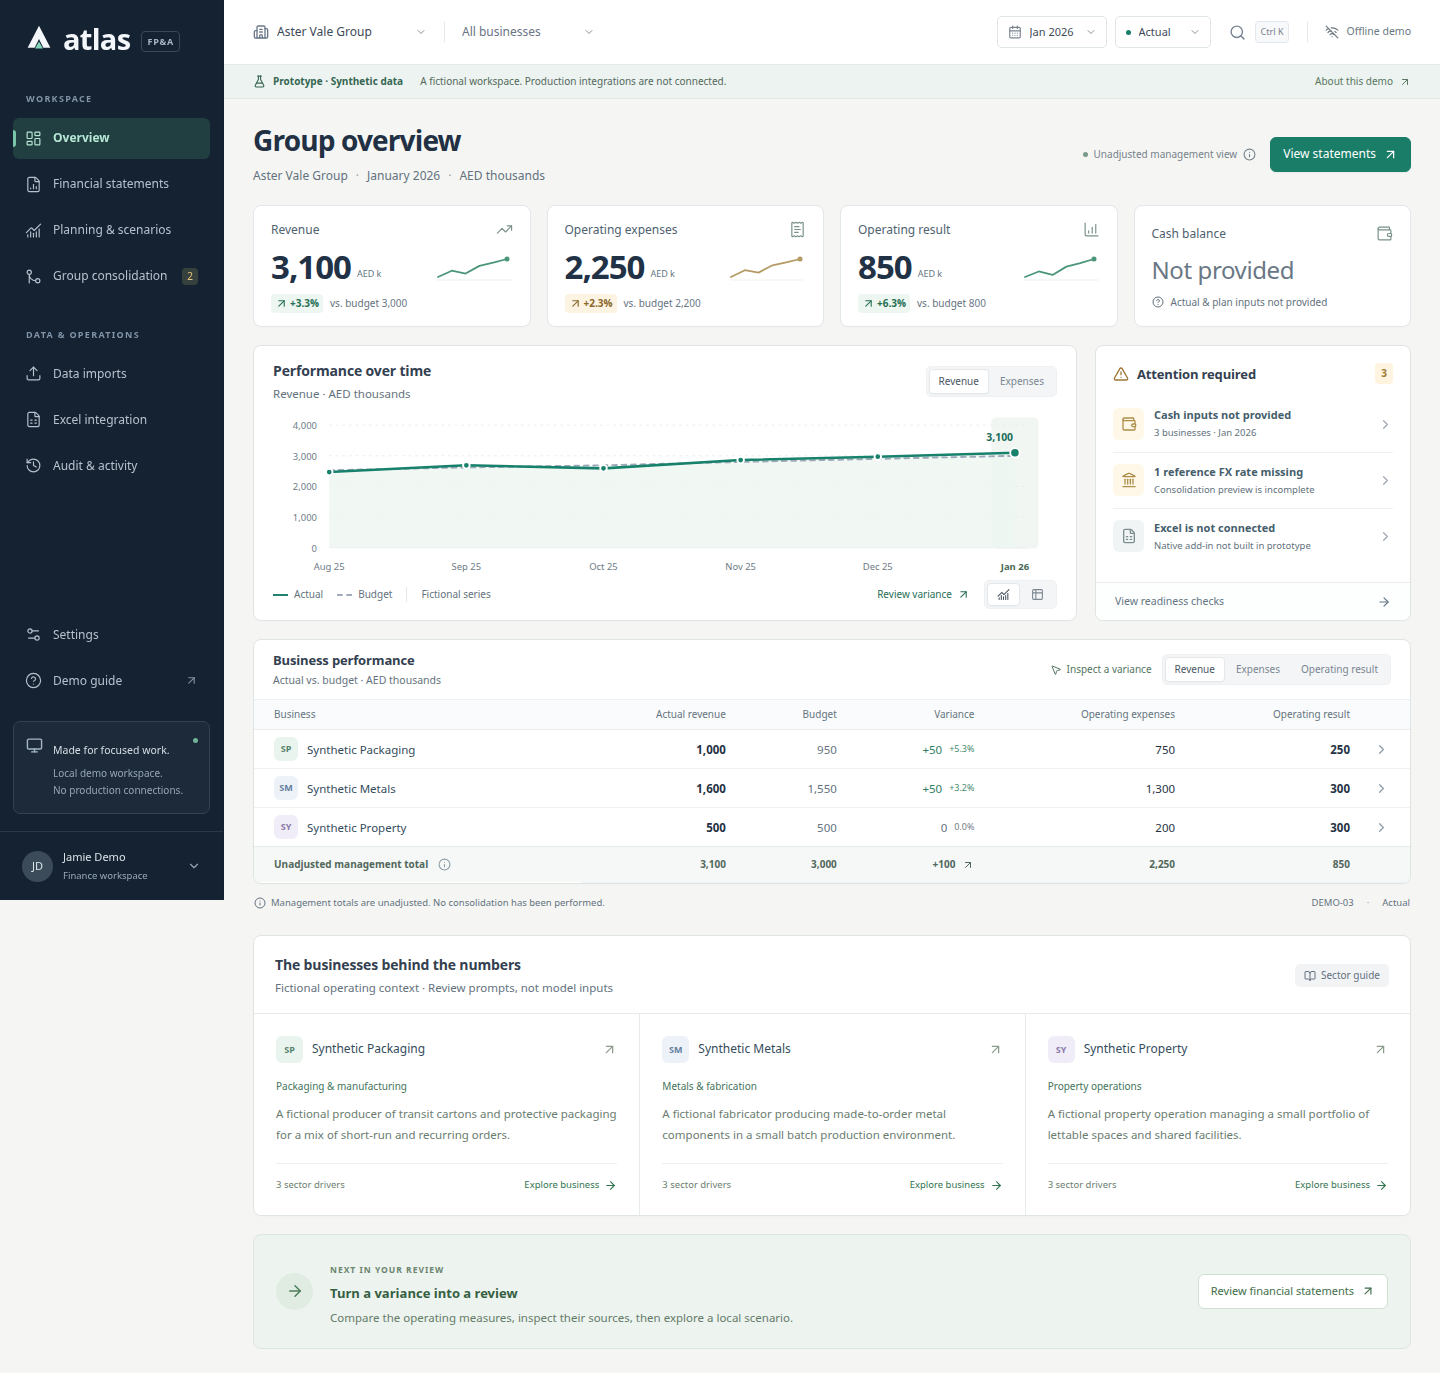 atlas FP&A
WORKSPACE
Overview
Financial statements
Planning & scenarios
Group consolidation 2
DATA & OPERATIONS
Data imports
Excel integration
Audit & activity
Settings
Demo guide
Made for focused work.
Local demo workspace.
No production connections.
JD
Jamie Demo
Finance workspace
Aster Vale Group All businesses Jan 2026 Actual Ctrl K Offline demo
Prototype · Synthetic data A fictional workspace. Production integrations are not connected. About this demo
Group overview
Aster Vale Group · January 2026 · AED thousands
Unadjusted management view View statements
Revenue
3,100 AED k
+3.3% vs. budget 3,000
Operating expenses
2,250 AED k
+2.3% vs. budget 2,200
Operating result
850 AED k
+6.3% vs. budget 800
Cash balance
Not provided
Actual & plan inputs not provided
Performance over time
Revenue · AED thousands
Revenue Expenses
4,000
3,000
2,000
1,000
0
3,100
Aug 25 Sep 25 Oct 25 Nov 25 Dec 25 Jan 26
Actual Budget Fictional series Review variance
Attention required 3
Cash inputs not provided
3 businesses · Jan 2026
1 reference FX rate missing
Consolidation preview is incomplete
Excel is not connected
Native add-in not built in prototype
View readiness checks
Business performance
Actual vs. budget · AED thousands
Inspect a variance Revenue Expenses Operating result
Business Actual revenue Budget Variance Operating expenses Operating result
SP Synthetic Packaging 1,000 950 +50 +5.3% 750 250
SM Synthetic Metals 1,600 1,550 +50 +3.2% 1,300 300
SY Synthetic Property 500 500 0 0.0% 200 300
Unadjusted management total 3,100 3,000 +100 2,250 850
Management totals are unadjusted. No consolidation has been performed. DEMO-03 · Actual
The businesses behind the numbers
Fictional operating context · Review prompts, not model inputs
Sector guide
SP Synthetic Packaging
Packaging & manufacturing
A fictional producer of transit cartons and protective packaging
for a mix of short-run and recurring orders.
3 sector drivers Explore business
SM Synthetic Metals
Metals & fabrication
A fictional fabricator producing made-to-order metal
components in a small batch production environment.
3 sector drivers Explore business
SY Synthetic Property
Property operations
A fictional property operation managing a small portfolio of
lettable spaces and shared facilities.
3 sector drivers Explore business
NEXT IN YOUR REVIEW
Turn a variance into a review
Compare the operating measures, inspect their sources, then explore a local scenario.
Review financial statements